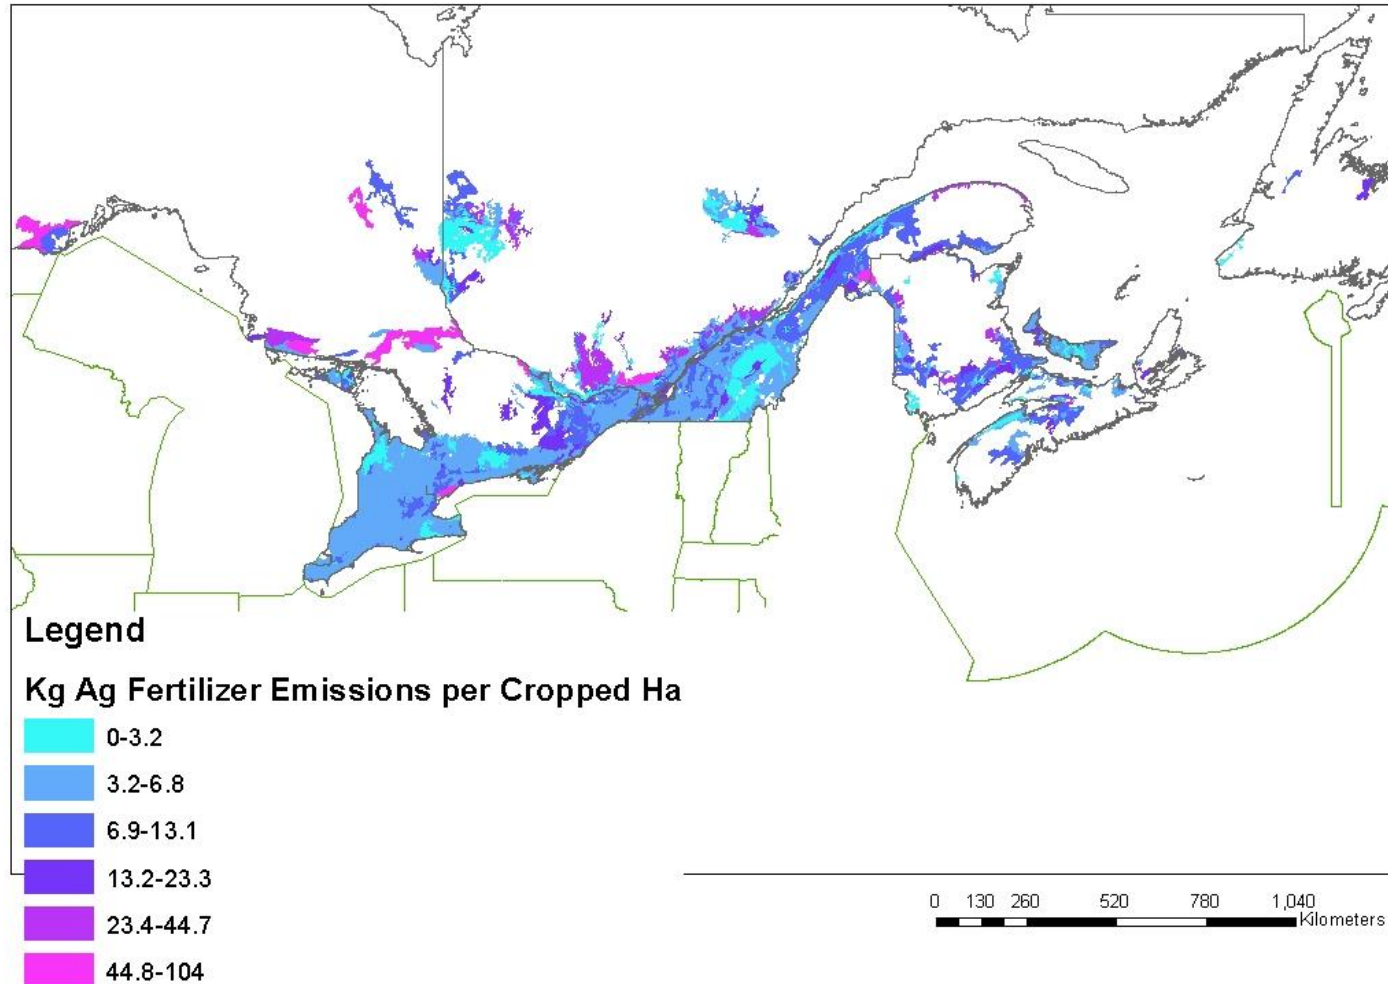 Legend
Kg Ag Fertilizer Emissions per Cropped Ha
0-3.2
3.2-6.8
6.9-13.1
13.2-23.3
23.4-44.7
44.8-104
0 130 260 520 780 1,040
Kilometers